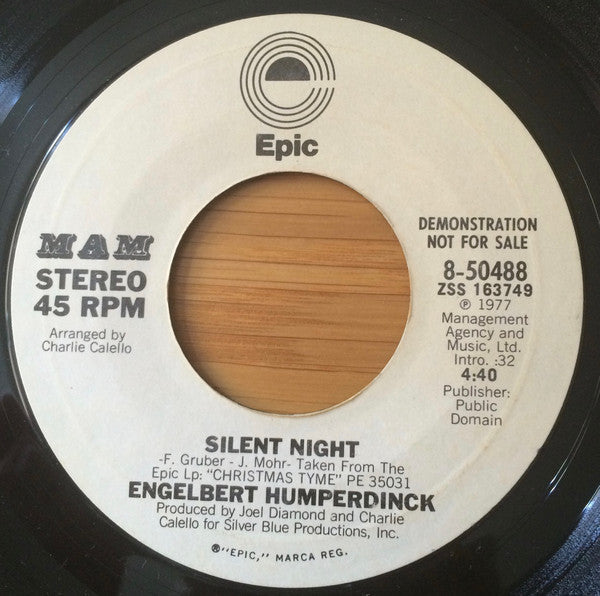 Epic
MAM
STEREO
45 RPM
Arranged by
Charlie Calello
DEMONSTRATION
NOT FOR SALE
8-50488
ZSS 163749
℗ 1977
Management
Agency and
Music, Ltd.
Intro. :32
4:40
Publisher:
Public
Domain
SILENT NIGHT
-F. Gruber - J. Mohr- Taken From The
Epic Lp: "CHRISTMAS TYME" PE 35031
ENGELBERT HUMPERDINCK
Produced by Joel Diamond and Charlie
Calello for Silver Blue Productions, Inc.
®"EPIC," MARCA REG.